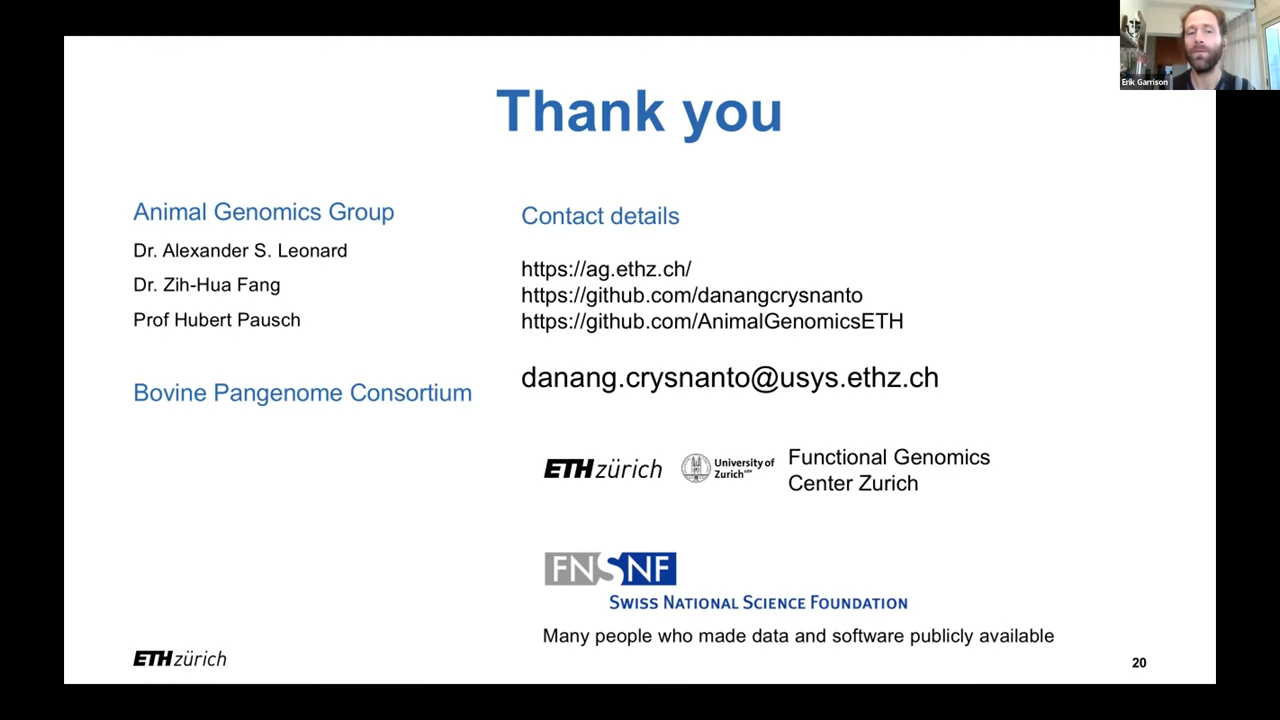 Erik Garrison
Thank you
Animal Genomics Group
Dr. Alexander S. Leonard
Dr. Zih-Hua Fang
Prof Hubert Pausch
Bovine Pangenome Consortium
Contact details
https://ag.ethz.ch/
https://github.com/danangcrysnanto
https://github.com/AnimalGenomicsETH
danang.crysnanto@usys.ethz.ch
ETH zürich
University of
Zurich UZH
Functional Genomics
Center Zurich
FNSNF
SWISS NATIONAL SCIENCE FOUNDATION
Many people who made data and software publicly available
ETH zürich
20